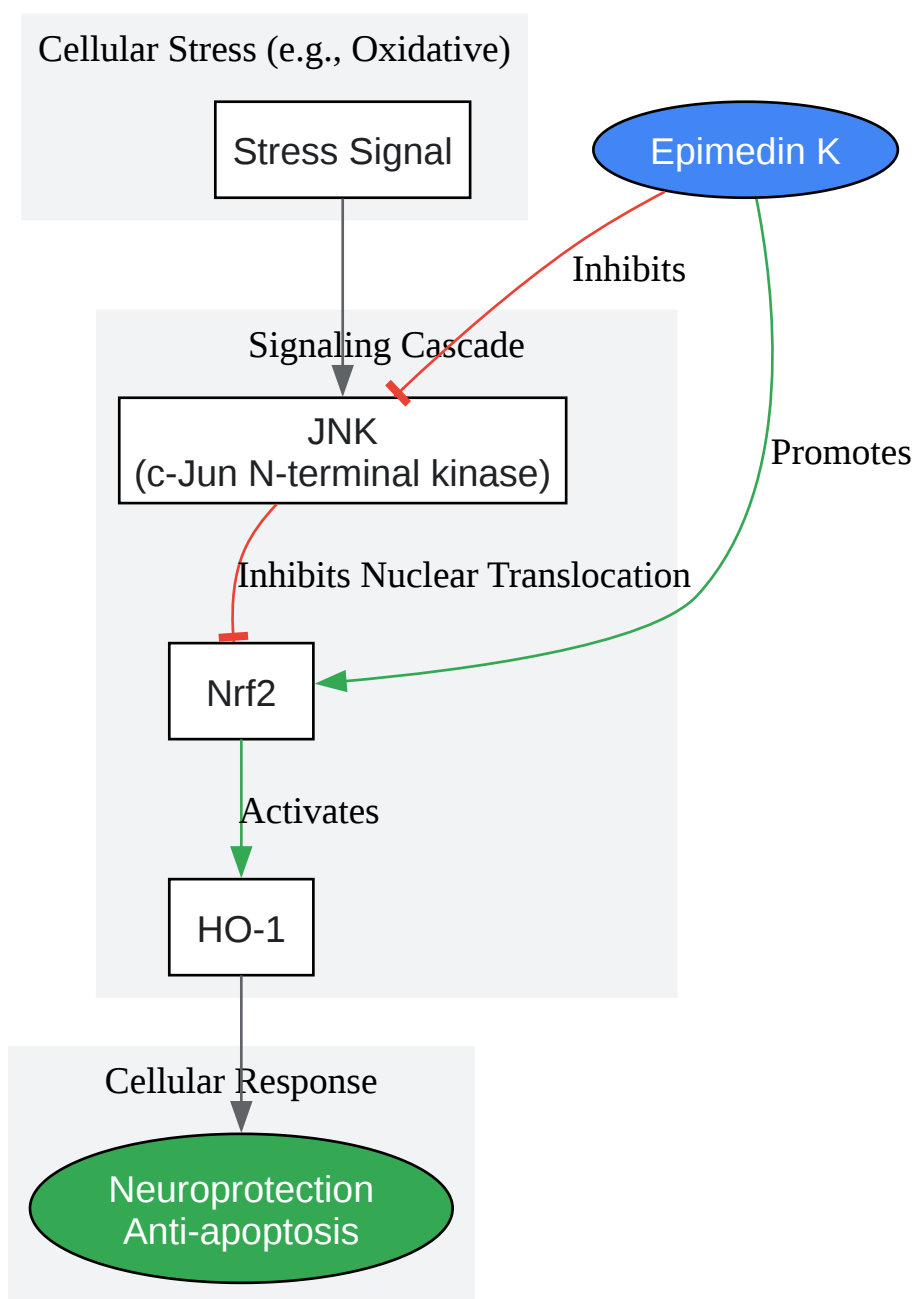 Cellular Stress (e.g., Oxidative)
Stress Signal
Epimedin K
Inhibits
Signaling Cascade
JNK
(c-Jun N-terminal kinase)
Promotes
Inhibits Nuclear Translocation
Nrf2
Activates
HO-1
Cellular Response
Neuroprotection
Anti-apoptosis